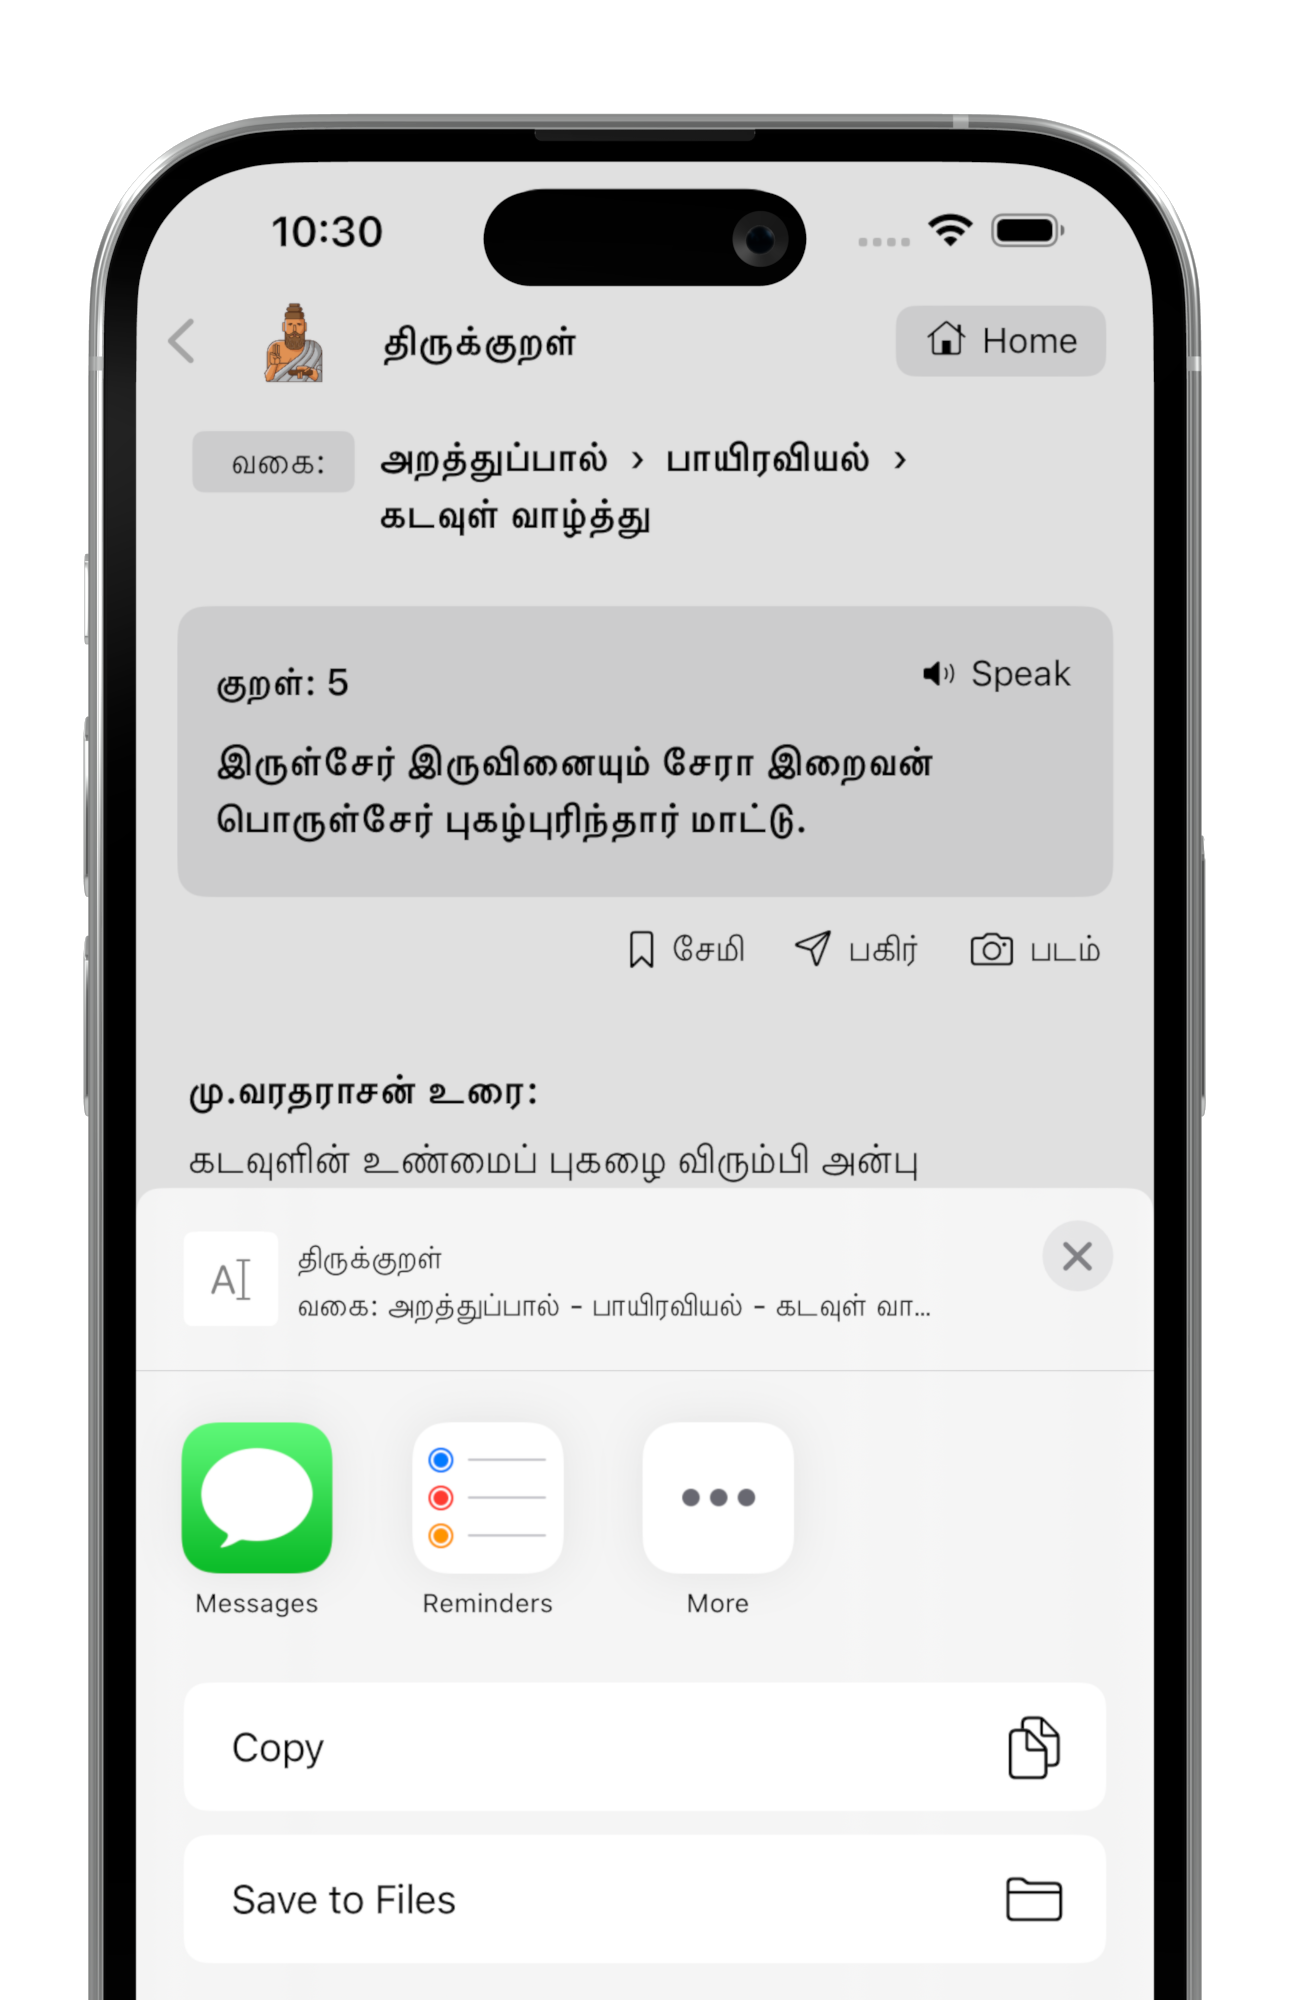 10:30
திருக்குறள்
Home
வகை:
அறத்துப்பால் › பாயிரவியல் ›
கடவுள் வாழ்த்து
குறள்: 5
Speak
இருள்சேர் இருவினையும் சேரா இறைவன்
பொருள்சேர் புகழ்புரிந்தார் மாட்டு.
சேமி
பகிர்
படம்
மு.வரதராசன் உரை:
கடவுளின் உண்மைப் புகழை விரும்பி அன்பு
திருக்குறள்
வகை: அறத்துப்பால் - பாயிரவியல் - கடவுள் வா...
Messages
Reminders
More
Copy
Save to Files